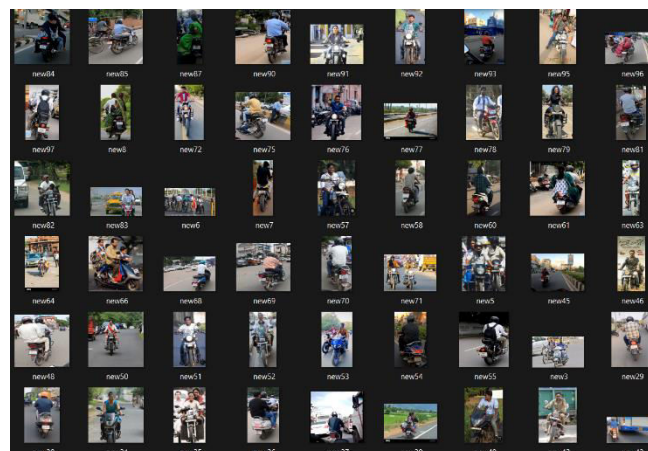 new84 new85 new87 new90 new91 new92 new93 new95 new96
new97 new8 new72 new75 new76 new77 new78 new79 new81
new82 new83 new6 new7 new57 new58 new60 new61 new63
new64 new66 new68 new69 new70 new71 new5 new45 new46
new48 new50 new51 new52 new53 new54 new55 new3 new29